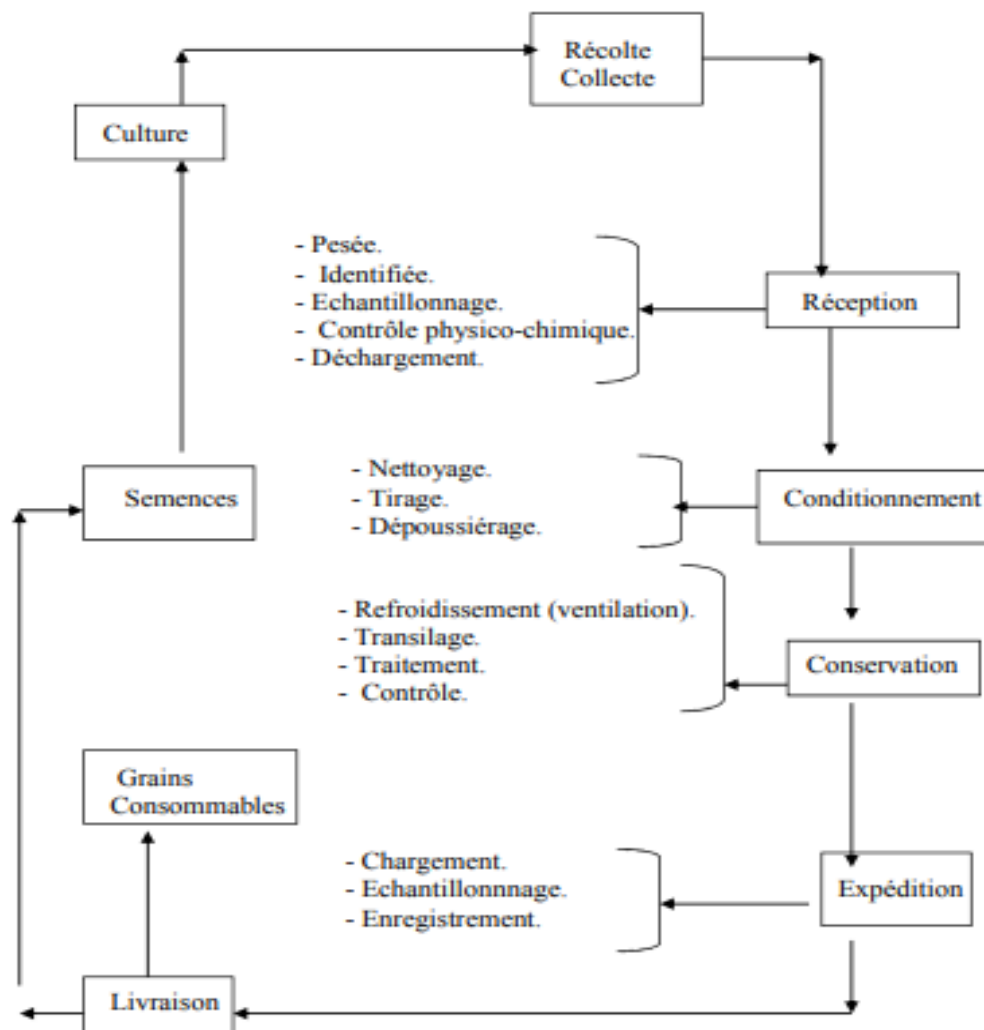 Récolte
Collecte
Culture
- Pesée.
- Identifiée.
- Echantillonnage.
- Contrôle physico-chimique.
- Déchargement.
Réception
Semences
- Nettoyage.
- Tirage.
- Dépoussiérage.
Conditionnement
- Refroidissement (ventilation).
- Transilage.
- Traitement.
- Contrôle.
Conservation
Grains
Consommables
- Chargement.
- Echantillonnnage.
- Enregistrement.
Expédition
Livraison